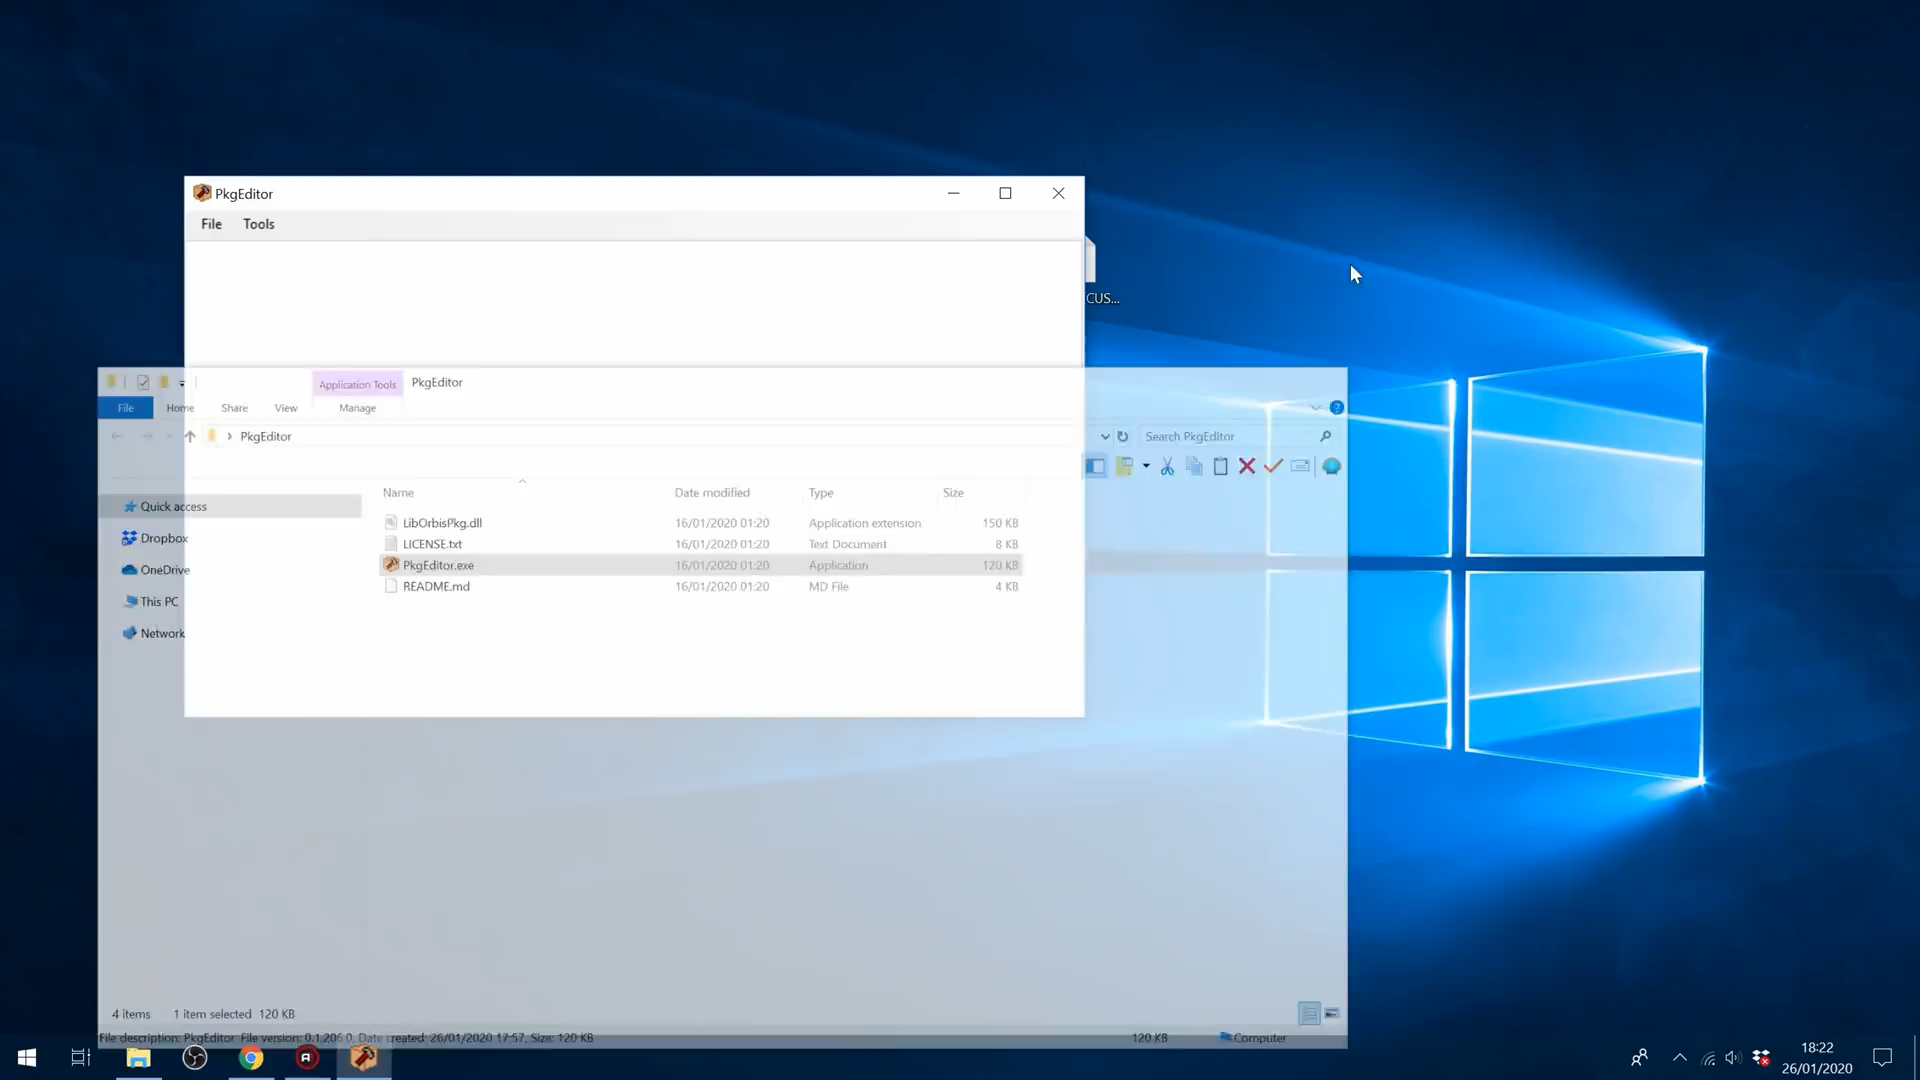 PkgEditor
File Tools
CUS...
Application Tools PkgEditor
File Home Share View Manage
PkgEditor
Search PkgEditor
Name Date modified Type Size
Quick access
LibOrbisPkg.dll 16/01/2020 01:20 Application extension 150 KB
Dropbox
LICENSE.txt 16/01/2020 01:20 Text Document 8 KB
OneDrive
PkgEditor.exe 16/01/2020 01:20 Application 120 KB
README.md 16/01/2020 01:20 MD File 4 KB
This PC
Network
4 items 1 item selected 120 KB
File description: PkgEditor File version: 0.1.206.0, Date created: 26/01/2020 17:57, Size: 120 KB
120 KB
Computer
18:22
26/01/2020